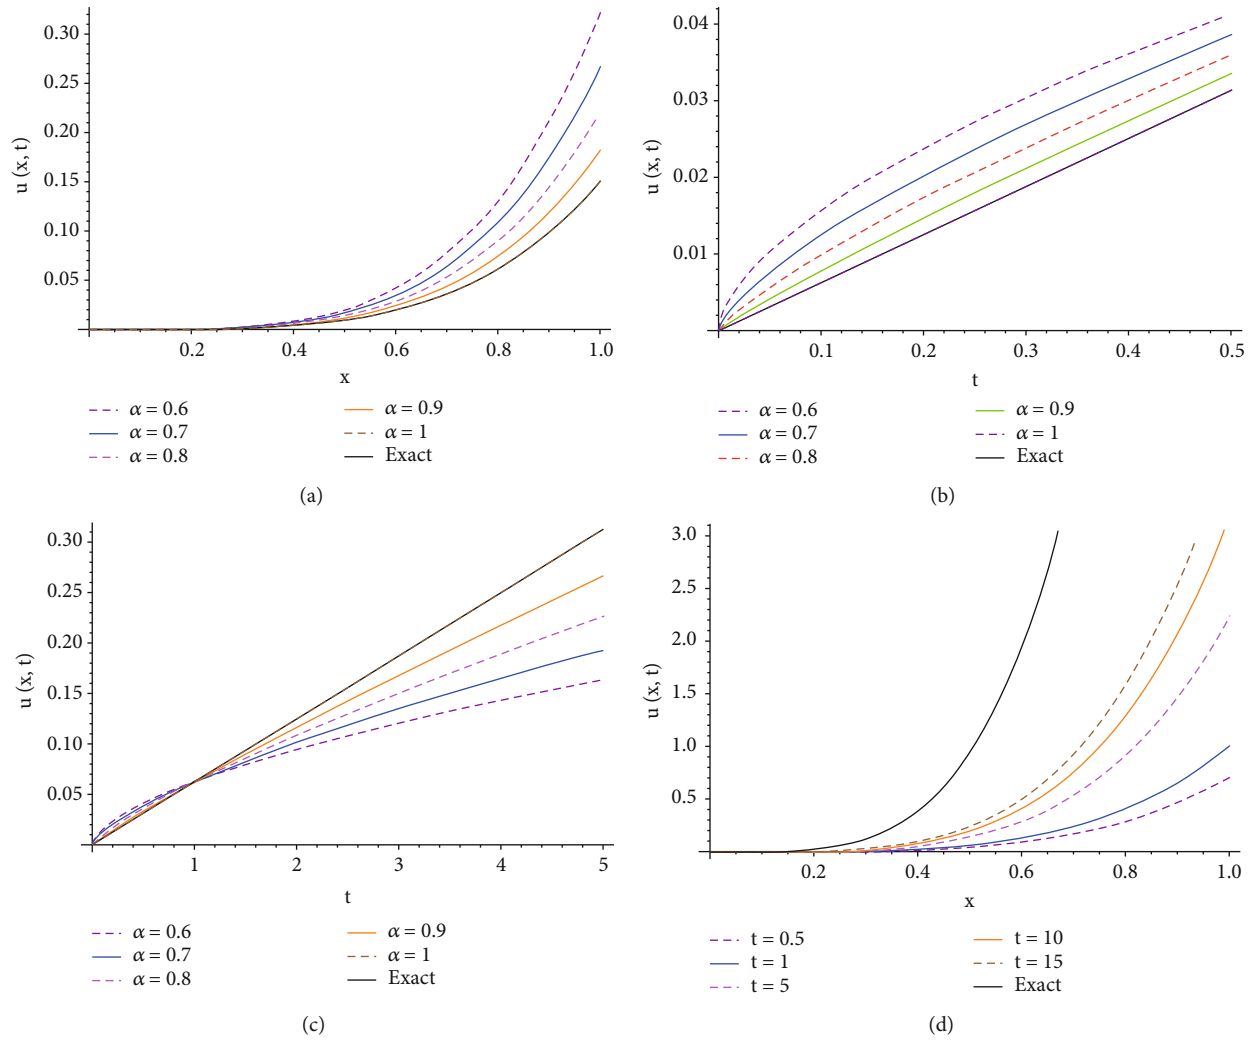 u (x, t)
0.30
0.25
0.20
0.15
0.10
0.05
0.2 0.4 0.6 0.8 1.0
x
α = 0.6 α = 0.9
α = 0.7 α = 1
α = 0.8 Exact
(a)
u (x, t)
0.04
0.03
0.02
0.01
0.1 0.2 0.3 0.4 0.5
t
α = 0.6 α = 0.9
α = 0.7 α = 1
α = 0.8 Exact
(b)
u (x, t)
0.30
0.25
0.20
0.15
0.10
0.05
1 2 3 4 5
t
α = 0.6 α = 0.9
α = 0.7 α = 1
α = 0.8 Exact
(c)
u (x, t)
3.0
2.5
2.0
1.5
1.0
0.5
0.2 0.4 0.6 0.8 1.0
x
t = 0.5 t = 10
t = 1 t = 15
t = 5 Exact
(d)